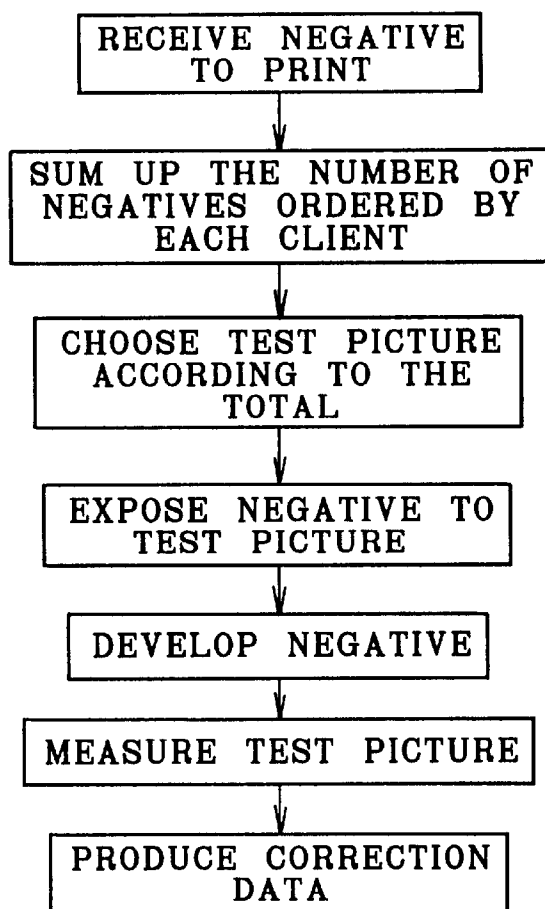 RECEIVE NEGATIVE
TO PRINT
SUM UP THE NUMBER OF
NEGATIVES ORDERED BY
EACH CLIENT
CHOOSE TEST PICTURE
ACCORDING TO THE
TOTAL
EXPOSE NEGATIVE TO
TEST PICTURE
DEVELOP NEGATIVE
MEASURE TEST PICTURE
PRODUCE CORRECTION
DATA